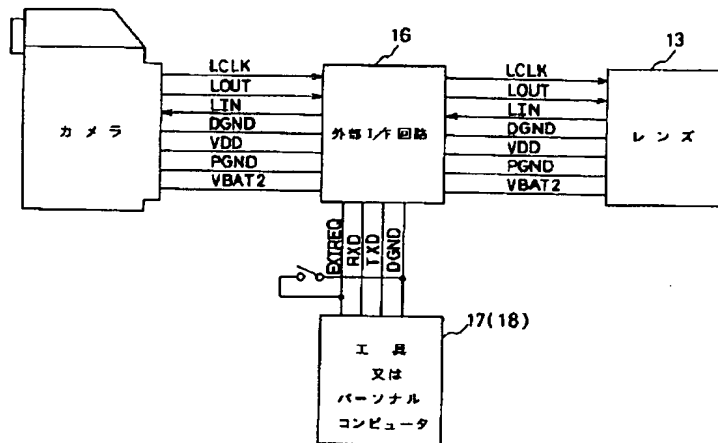 16
13
カメラ
LCLK
LOUT
LIN
DGND
VDD
PGND
VBAT2
外部I/F回路
LCLK
LOUT
LIN
DGND
VDD
PGND
VBAT2
レンズ
EXTREQ
RXD
TXD
DGND
17(18)
工具
又は
パーソナル
コンピュータ